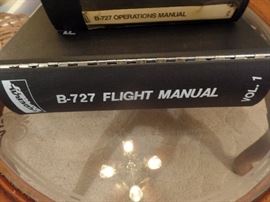 B-727 OPERATIONS MANUAL
B-727 FLIGHT MANUAL
VOL. 1